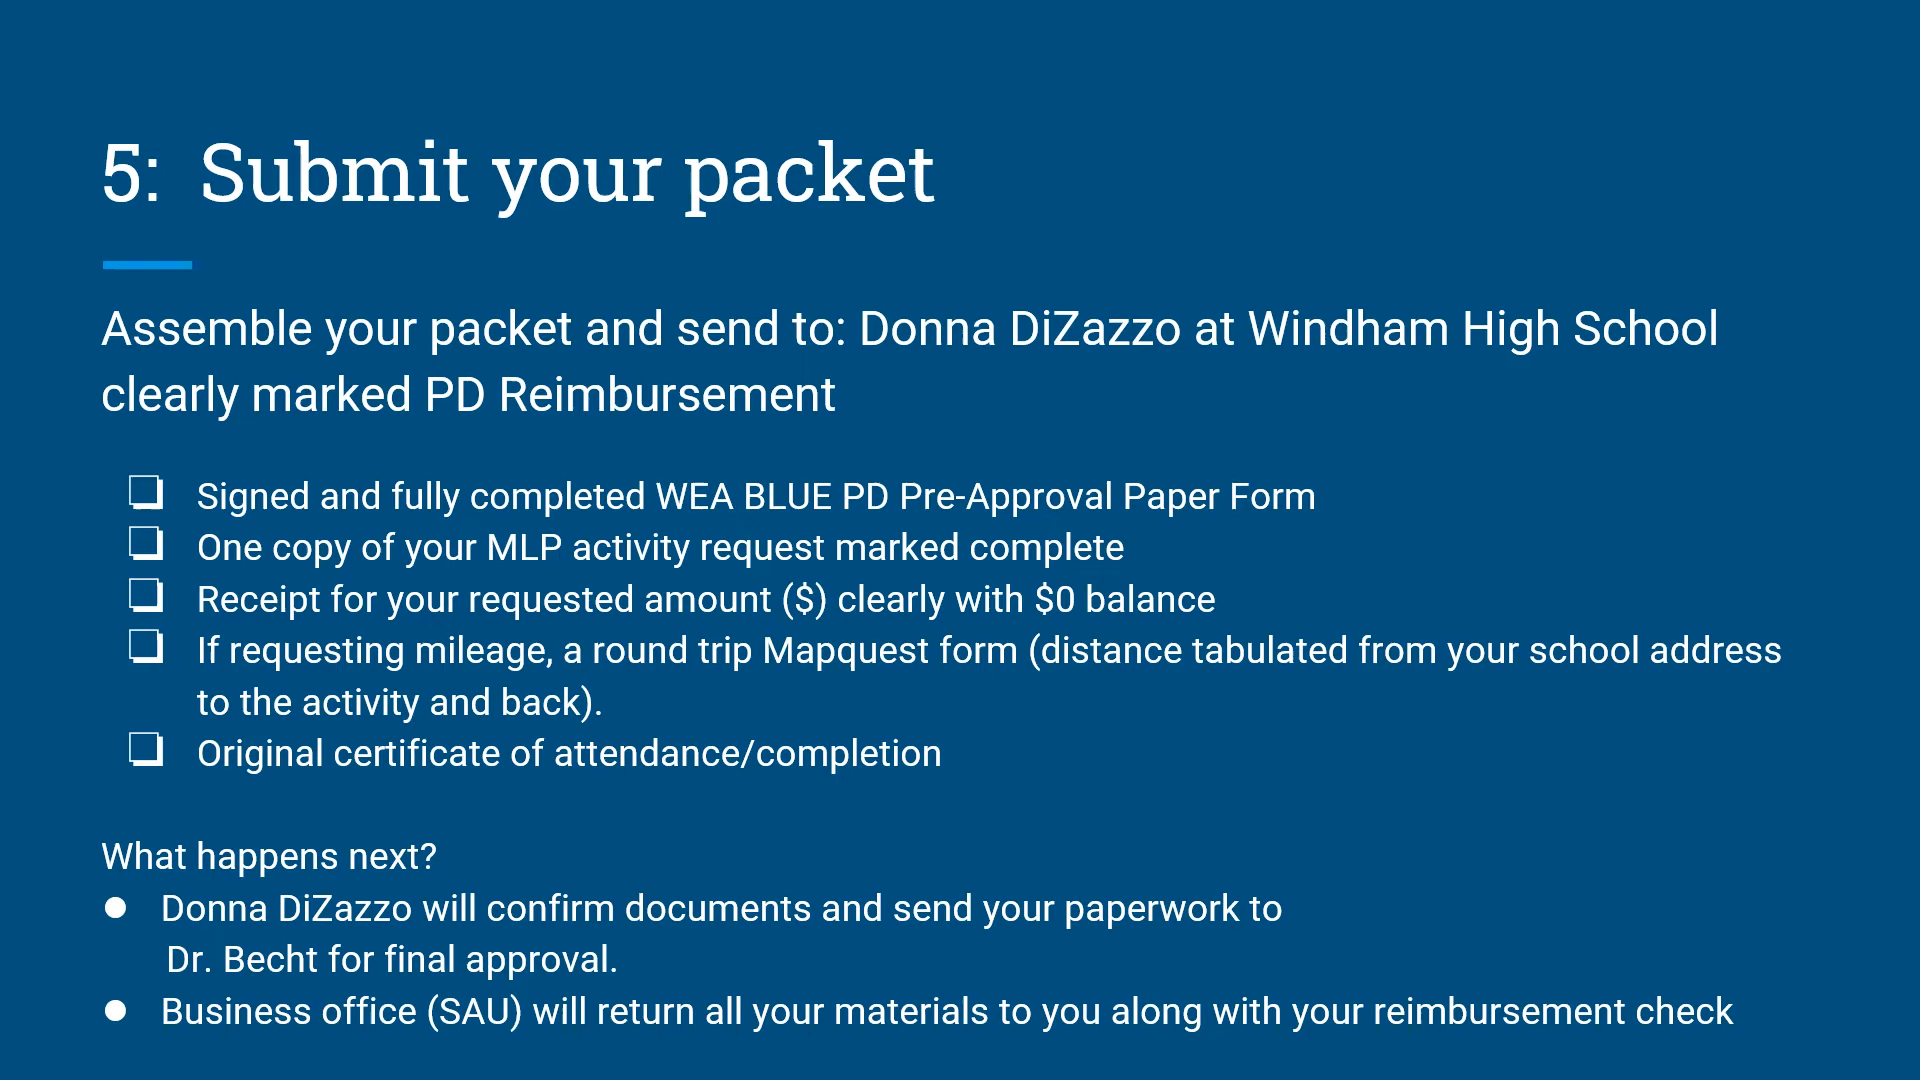 5: Submit your packet
Assemble your packet and send to: Donna DiZazzo at Windham High School
clearly marked PD Reimbursement
❏ Signed and fully completed WEA BLUE PD Pre-Approval Paper Form
❏ One copy of your MLP activity request marked complete
❏ Receipt for your requested amount ($) clearly with $0 balance
❏ If requesting mileage, a round trip Mapquest form (distance tabulated from your school address
to the activity and back).
❏ Original certificate of attendance/completion
What happens next?
● Donna DiZazzo will confirm documents and send your paperwork to
Dr. Becht for final approval.
● Business office (SAU) will return all your materials to you along with your reimbursement check